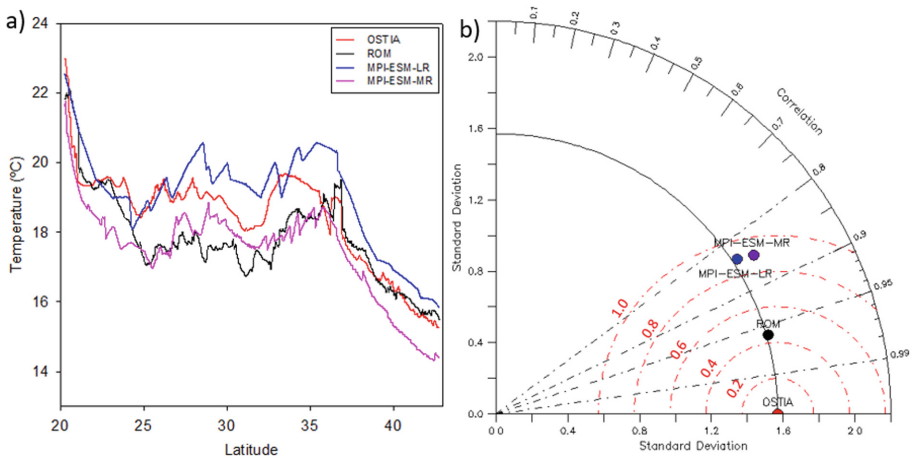 a)
24
22
20
18
16
14
Temperature (ºC)
20
25
30
35
40
Latitude
OSTIA
ROM
MPI-ESM-LR
MPI-ESM-MR
b)
2.0
1.6
1.2
0.8
0.4
0.0
Standard Deviation
0.0
0.4
0.8
1.2
1.6
2.0
Standard Deviation
0.1
0.2
0.3
0.4
0.5
0.6
0.7
0.8
0.9
0.95
0.99
Correlation
MPI-ESM-MR
MPI-ESM-LR
ROM
OSTIA
1.0
0.8
0.6
0.4
0.2